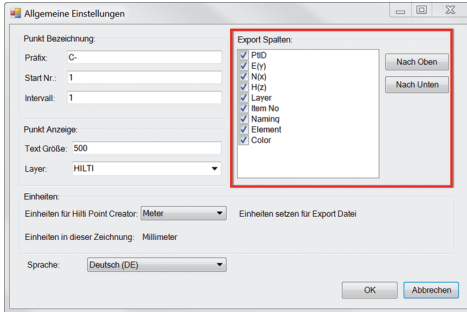 Allgemeine Einstellungen
Punkt Bezeichnung:
Präfix: C-
Start Nr.: 1
Intervall: 1
Punkt Anzeige:
Text Größe: 500
Layer: HILTI
Export Spalten:
PtID
E(y)
N(x)
H(z)
Layer
Item No
Naming
Element
Color
Nach Oben
Nach Unten
Einheiten:
Einheiten für Hilti Point Creator: Meter Einheiten setzen für Export Datei
Einheiten in dieser Zeichnung: Millimeter
Sprache: Deutsch (DE)
OK Abbrechen